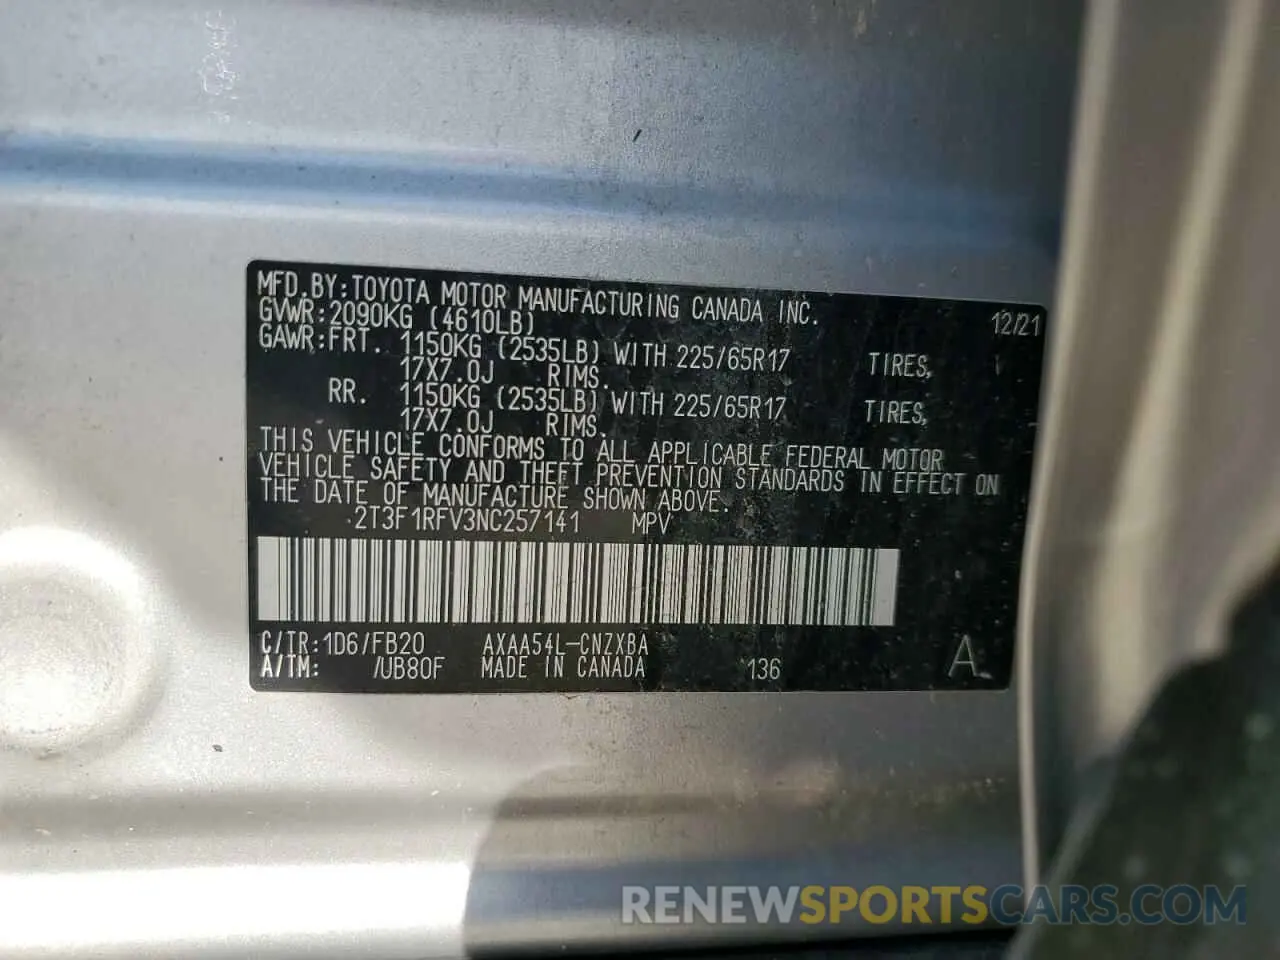 MFD.BY:TOYOTA MOTOR MANUFACTURING CANADA INC.
GVWR:2090KG (4610LB) 12/21
GAWR:FRT. 1150KG (2535LB) WITH 225/65R17 TIRES,
17X7.0J RIMS.
RR. 1150KG (2535LB) WITH 225/65R17 TIRES,
17X7.0J RIMS.
THIS VEHICLE CONFORMS TO ALL APPLICABLE FEDERAL MOTOR
VEHICLE SAFETY AND THEFT PREVENTION STANDARDS IN EFFECT ON
THE DATE OF MANUFACTURE SHOWN ABOVE.
2T3F1RFV3NC257141 MPV
C/TR:1D6/FB20 AXAA54L-CNZXBA
A/TM: /UB80F MADE IN CANADA 136 A
RENEWSPORTSCARS.COM